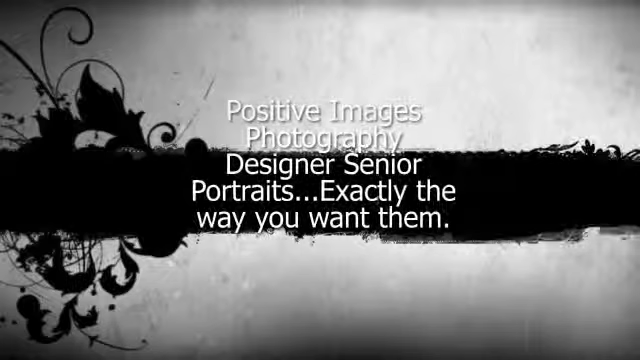 Positive Images
Photography
Designer Senior
Portraits...Exactly the
way you want them.